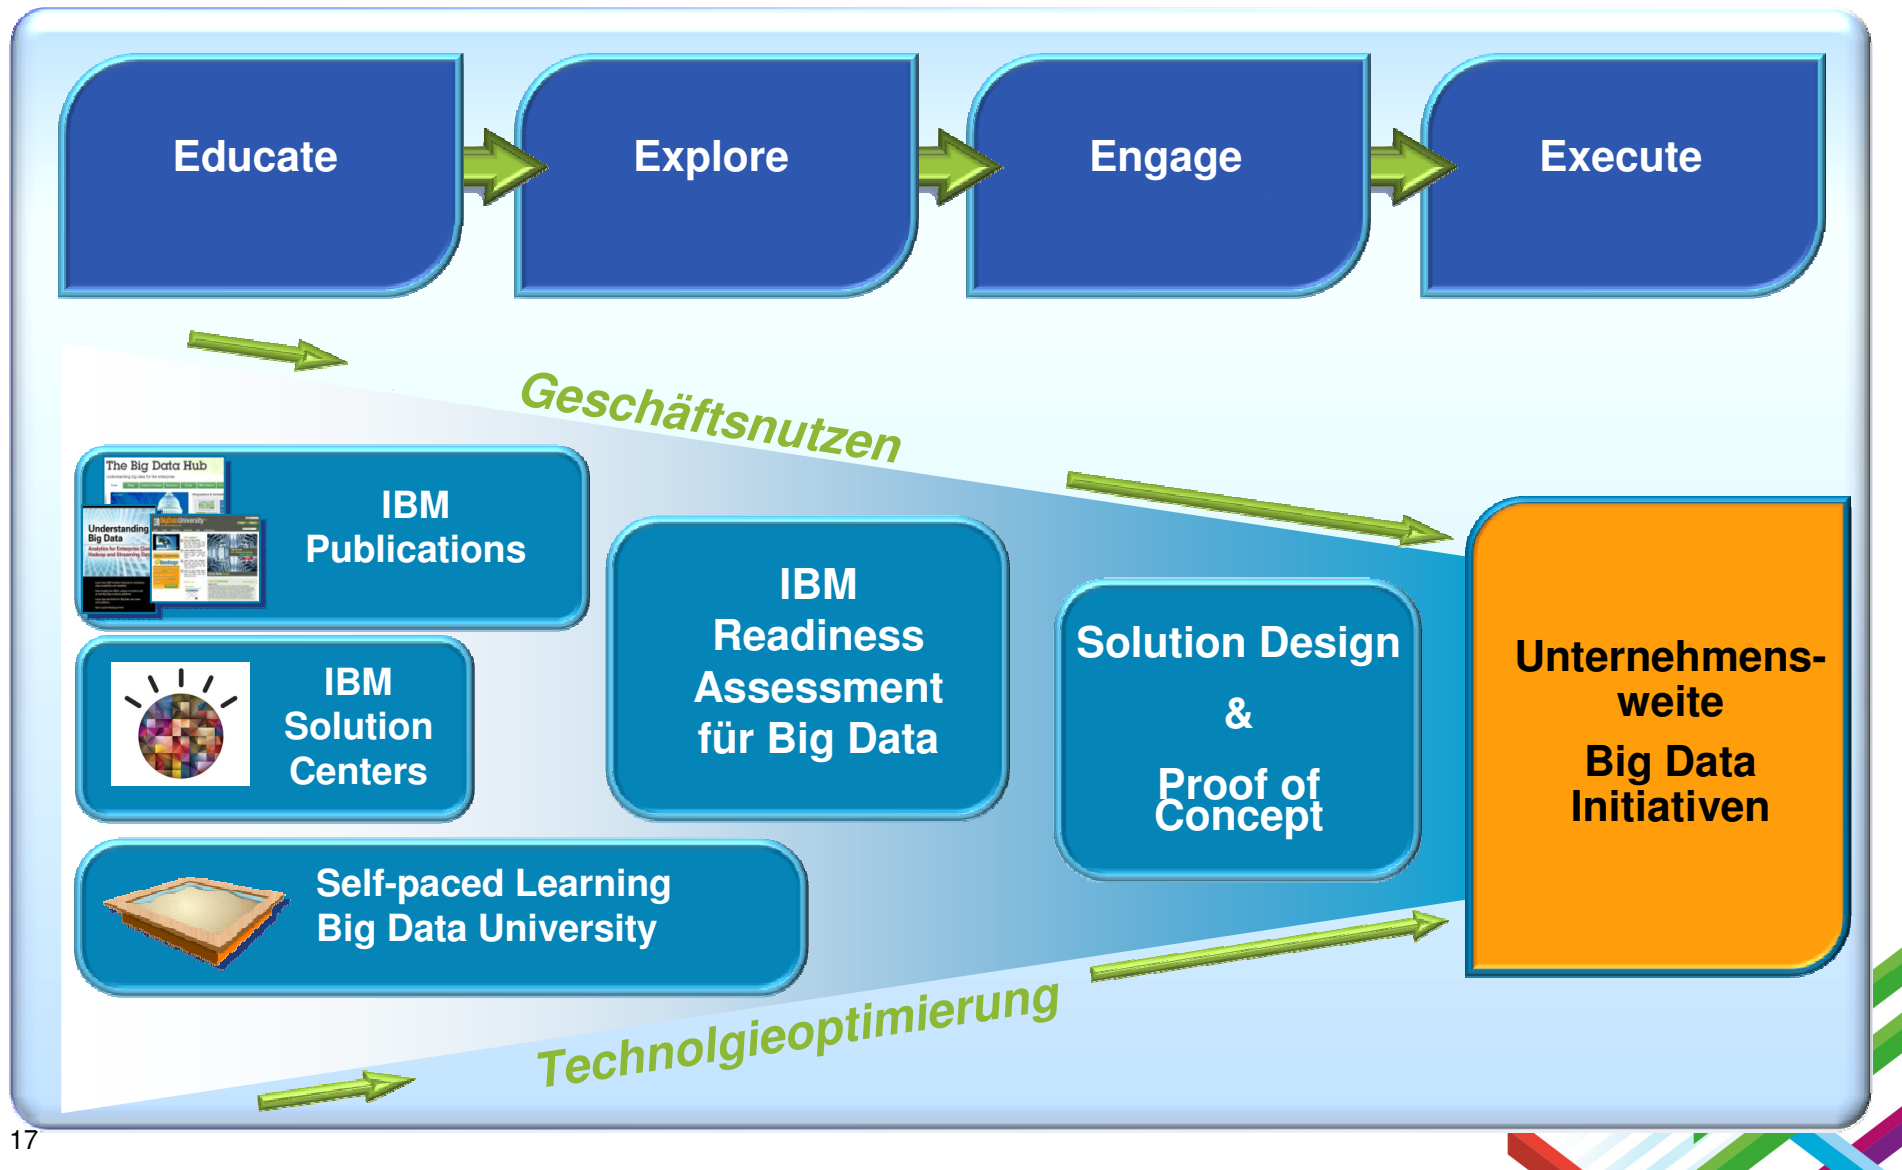 Educate
Explore
Engage
Execute
Geschäftsnutzen
The Big Data Hub
Understanding
Big Data
IBM
Publications
IBM
Solution
Centers
Self-paced Learning
Big Data University
IBM
Readiness
Assessment
für Big Data
Solution Design
&
Proof of
Concept
Unternehmens-
weite
Big Data
Initiativen
Technolgieoptimierung
17